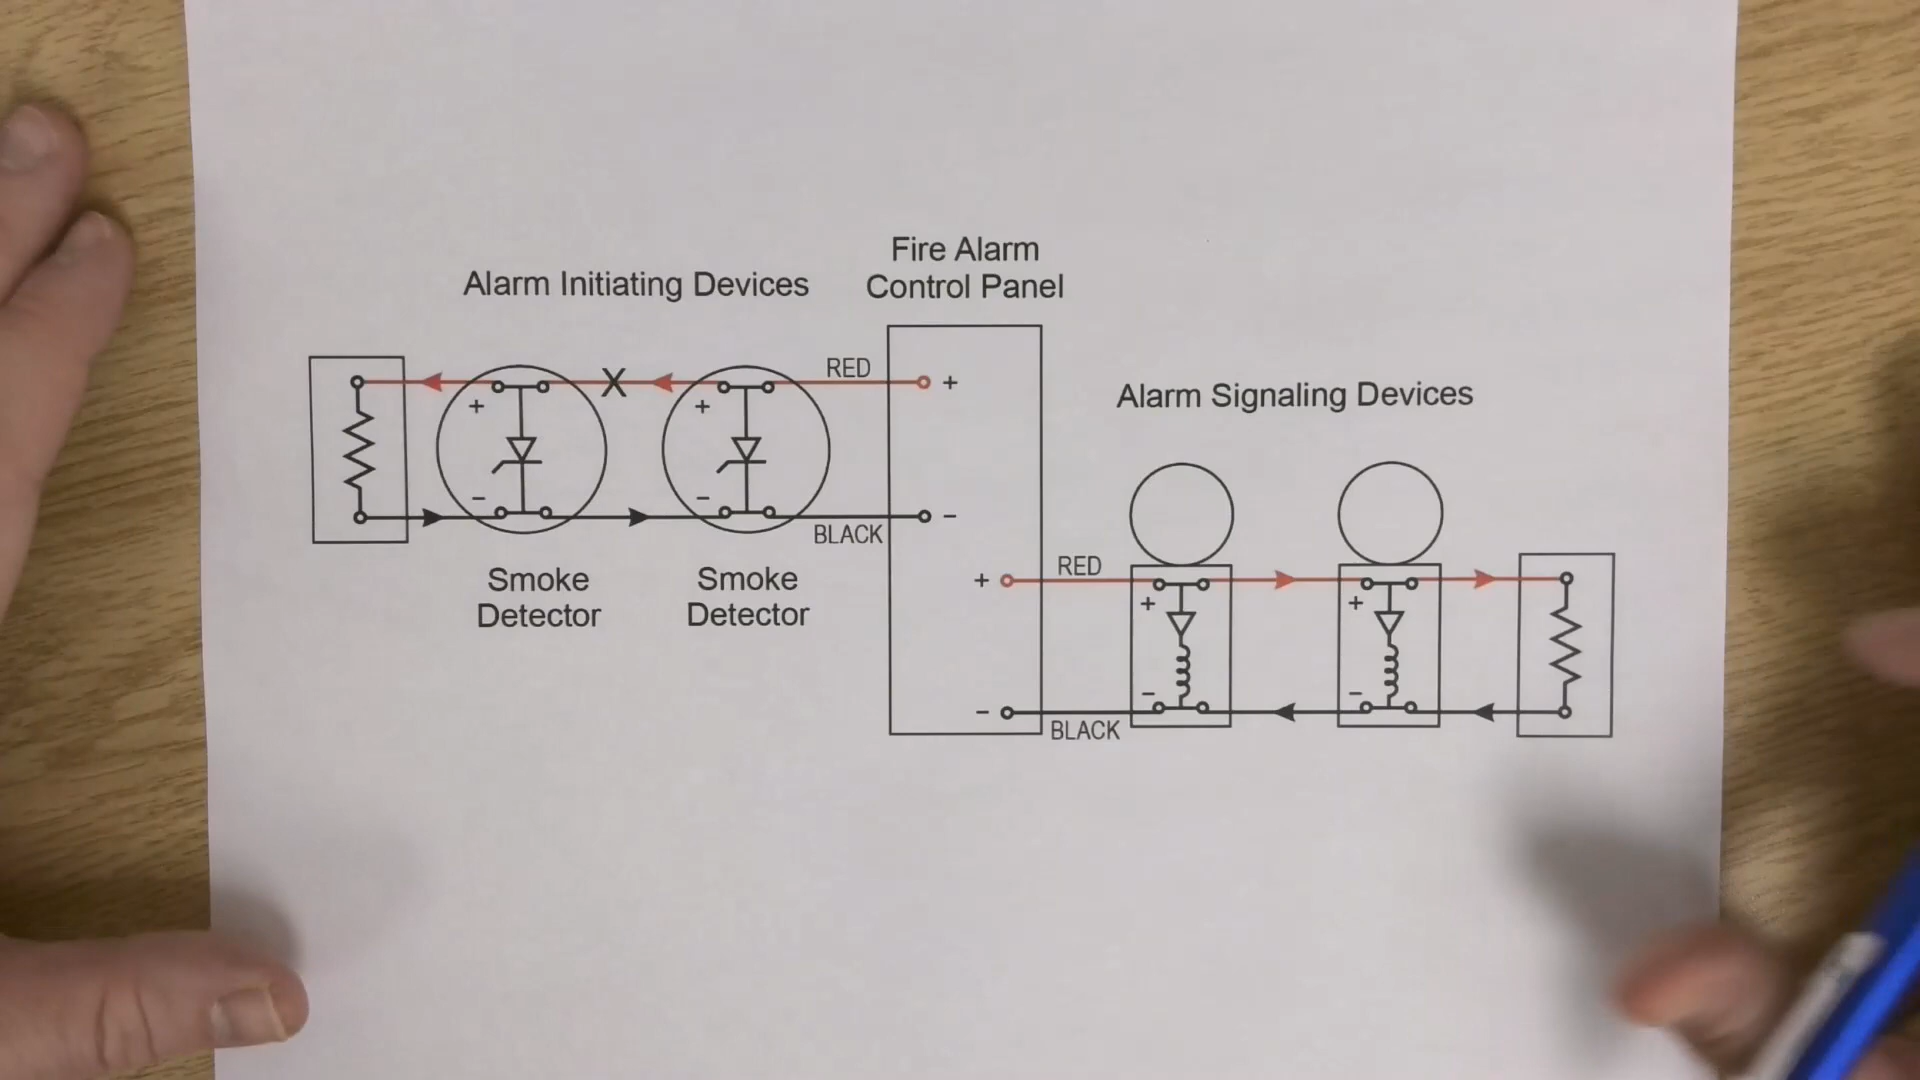 Fire Alarm
Control Panel
Alarm Initiating Devices
RED
+
+
+
Alarm Signaling Devices
-
-
-
BLACK
Smoke
Detector
Smoke
Detector
RED
+
+
+
-
-
-
BLACK